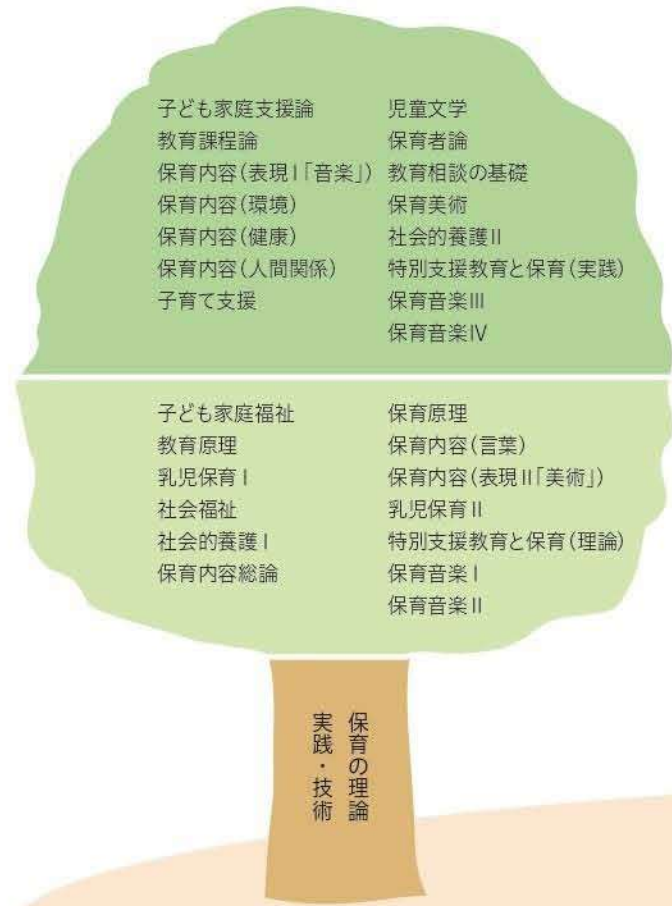 子ども家庭支援論
教育課程論
保育内容(表現Ⅰ「音楽」)
保育内容(環境)
保育内容(健康)
保育内容(人間関係)
子育て支援
児童文学
保育者論
教育相談の基礎
保育美術
社会的養護Ⅱ
特別支援教育と保育(実践)
保育音楽Ⅲ
保育音楽Ⅳ
子ども家庭福祉
教育原理
乳児保育Ⅰ
社会福祉
社会的養護Ⅰ
保育内容総論
保育原理
保育内容(言葉)
保育内容(表現Ⅱ「美術」)
乳児保育Ⅱ
特別支援教育と保育(理論)
保育音楽Ⅰ
保育音楽Ⅱ
保育の理論
実践・技術